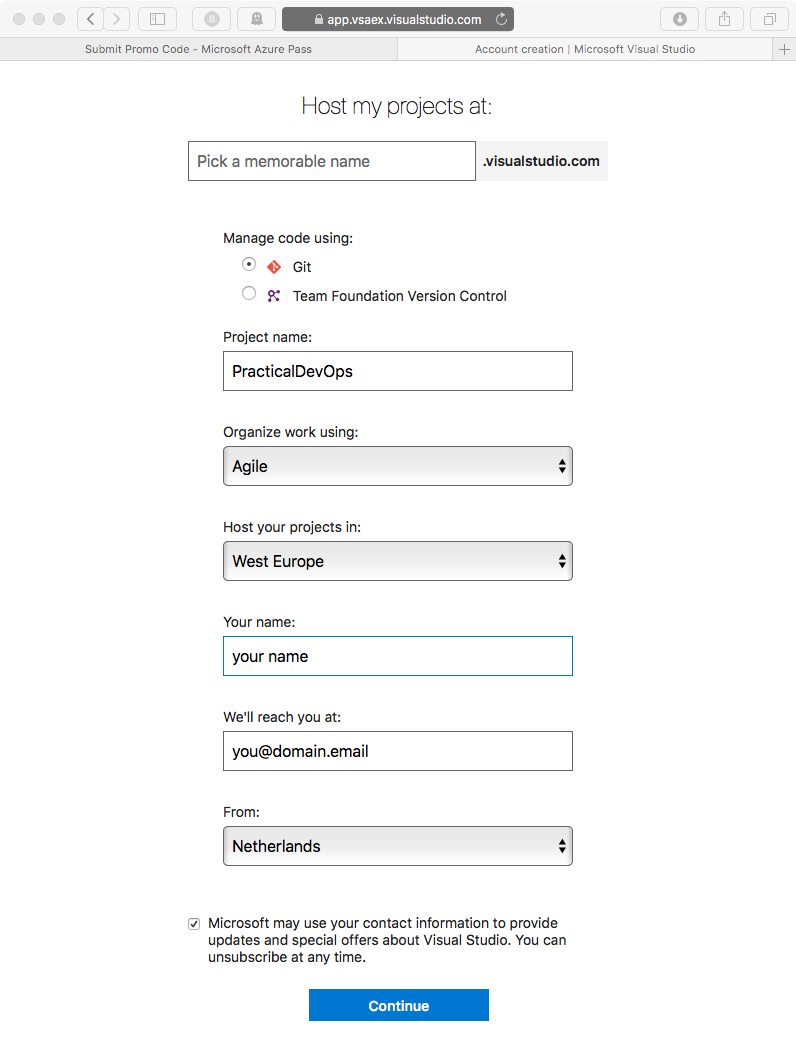 B
app.vsaex.visualstudio.com
Submit Promo Code - Microsoft Azure Pass
Account creation | Microsoft Visual Studio
Host my projects at:
Pick a memorable name
.visualstudio.com
Manage code using:
Git
Team Foundation Version Control
Project name:
PracticalDevOps
Organize work using:
Agile
Host your projects in:
West Europe
Your name:
your name
We'll reach you at:
you@domain.email
From:
Netherlands
Microsoft may use your contact information to provide
updates and special offers about Visual Studio. You can
unsubscribe at any time.
Continue